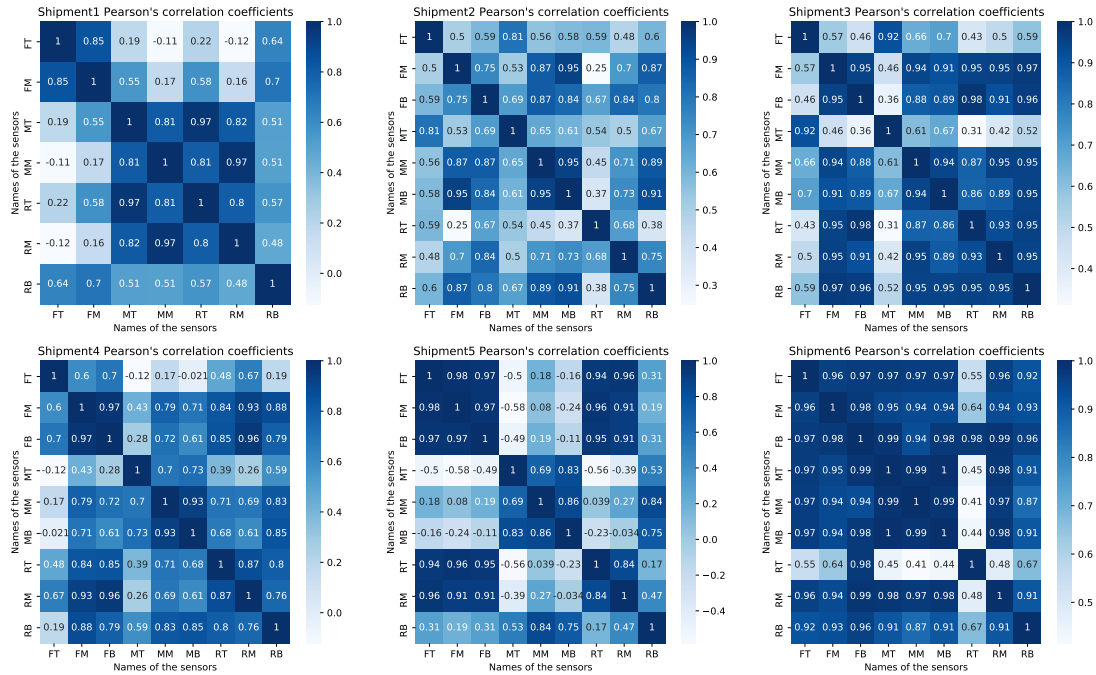 Shipment1 Pearson's correlation coefficients
FT 1 0.85 0.19 -0.11 0.22 -0.12 0.64
FM 0.85 1 0.55 0.17 0.58 0.16 0.7
MT 0.19 0.55 1 0.81 0.97 0.82 0.51
MM -0.11 0.17 0.81 1 0.81 0.97 0.51
RT 0.22 0.58 0.97 0.81 1 0.8 0.57
RM -0.12 0.16 0.82 0.97 0.8 1 0.48
RB 0.64 0.7 0.51 0.51 0.57 0.48 1
FT FM MT MM RT RM RB
Names of the sensors
Names of the sensors
1.0
0.8
0.6
0.4
0.2
0.0
Shipment2 Pearson's correlation coefficients
FT 1 0.5 0.59 0.81 0.56 0.58 0.59 0.48 0.6
FM 0.5 1 0.75 0.53 0.87 0.95 0.25 0.7 0.87
FB 0.59 0.75 1 0.69 0.87 0.84 0.67 0.84 0.8
MT 0.81 0.53 0.69 1 0.65 0.61 0.54 0.5 0.67
MM 0.56 0.87 0.87 0.65 1 0.95 0.45 0.71 0.89
MB 0.58 0.95 0.84 0.61 0.95 1 0.37 0.73 0.91
RT 0.59 0.25 0.67 0.54 0.45 0.37 1 0.68 0.38
RM 0.48 0.7 0.84 0.5 0.71 0.73 0.68 1 0.75
RB 0.6 0.87 0.8 0.67 0.89 0.91 0.38 0.75 1
FT FM FB MT MM MB RT RM RB
Names of the sensors
Names of the sensors
1.0
0.9
0.8
0.7
0.6
0.5
0.4
0.3
Shipment3 Pearson's correlation coefficients
FT 1 0.57 0.46 0.92 0.66 0.7 0.43 0.5 0.59
FM 0.57 1 0.95 0.46 0.94 0.91 0.95 0.95 0.97
FB 0.46 0.95 1 0.36 0.88 0.89 0.98 0.91 0.96
MT 0.92 0.46 0.36 1 0.61 0.67 0.31 0.42 0.52
MM 0.66 0.94 0.88 0.61 1 0.94 0.87 0.95 0.95
MB 0.7 0.91 0.89 0.67 0.94 1 0.86 0.89 0.95
RT 0.43 0.95 0.98 0.31 0.87 0.86 1 0.93 0.95
RM 0.5 0.95 0.91 0.42 0.95 0.89 0.93 1 0.95
RB 0.59 0.97 0.96 0.52 0.95 0.95 0.95 0.95 1
FT FM FB MT MM MB RT RM RB
Names of the sensors
Names of the sensors
1.0
0.9
0.8
0.7
0.6
0.5
0.4
Shipment4 Pearson's correlation coefficients
FT 1 0.6 0.7 -0.12 0.17 -0.021 0.48 0.67 0.19
FM 0.6 1 0.97 0.43 0.79 0.71 0.84 0.93 0.88
FB 0.7 0.97 1 0.28 0.72 0.61 0.85 0.96 0.79
MT -0.12 0.43 0.28 1 0.7 0.73 0.39 0.26 0.59
MM 0.17 0.79 0.72 0.7 1 0.93 0.71 0.69 0.83
MB -0.021 0.71 0.61 0.73 0.93 1 0.68 0.61 0.85
RT 0.48 0.84 0.85 0.39 0.71 0.68 1 0.87 0.8
RM 0.67 0.93 0.96 0.26 0.69 0.61 0.87 1 0.76
RB 0.19 0.88 0.79 0.59 0.83 0.85 0.8 0.76 1
FT FM FB MT MM MB RT RM RB
Names of the sensors
Names of the sensors
1.0
0.8
0.6
0.4
0.2
0.0
Shipment5 Pearson's correlation coefficients
FT 1 0.98 0.97 -0.5 0.18 -0.16 0.94 0.96 0.31
FM 0.98 1 0.97 -0.58 0.08 -0.24 0.96 0.91 0.19
FB 0.97 0.97 1 -0.49 0.19 -0.11 0.95 0.91 0.31
MT -0.5 -0.58 -0.49 1 0.69 0.83 -0.56 -0.39 0.53
MM 0.18 0.08 0.19 0.69 1 0.86 0.039 0.27 0.84
MB -0.16 -0.24 -0.11 0.83 0.86 1 -0.23 -0.034 0.75
RT 0.94 0.96 0.95 -0.56 0.039 -0.23 1 0.84 0.17
RM 0.96 0.91 0.91 -0.39 0.27 -0.034 0.84 1 0.47
RB 0.31 0.19 0.31 0.53 0.84 0.75 0.17 0.47 1
FT FM FB MT MM MB RT RM RB
Names of the sensors
Names of the sensors
1.0
0.8
0.6
0.4
0.2
0.0
−0.2
−0.4
Shipment6 Pearson's correlation coefficients
FT 1 0.96 0.97 0.97 0.97 0.97 0.55 0.96 0.92
FM 0.96 1 0.98 0.95 0.94 0.94 0.64 0.94 0.93
FB 0.97 0.98 1 0.99 0.94 0.98 0.98 0.99 0.96
MT 0.97 0.95 0.99 1 0.99 1 0.45 0.98 0.91
MM 0.97 0.94 0.94 0.99 1 0.99 0.41 0.97 0.87
MB 0.97 0.94 0.98 1 0.99 1 0.44 0.98 0.91
RT 0.55 0.64 0.98 0.45 0.41 0.44 1 0.48 0.67
RM 0.96 0.94 0.99 0.98 0.97 0.98 0.48 1 0.91
RB 0.92 0.93 0.96 0.91 0.87 0.91 0.67 0.91 1
FT FM FB MT MM MB RT RM RB
Names of the sensors
Names of the sensors
1.0
0.9
0.8
0.7
0.6
0.5